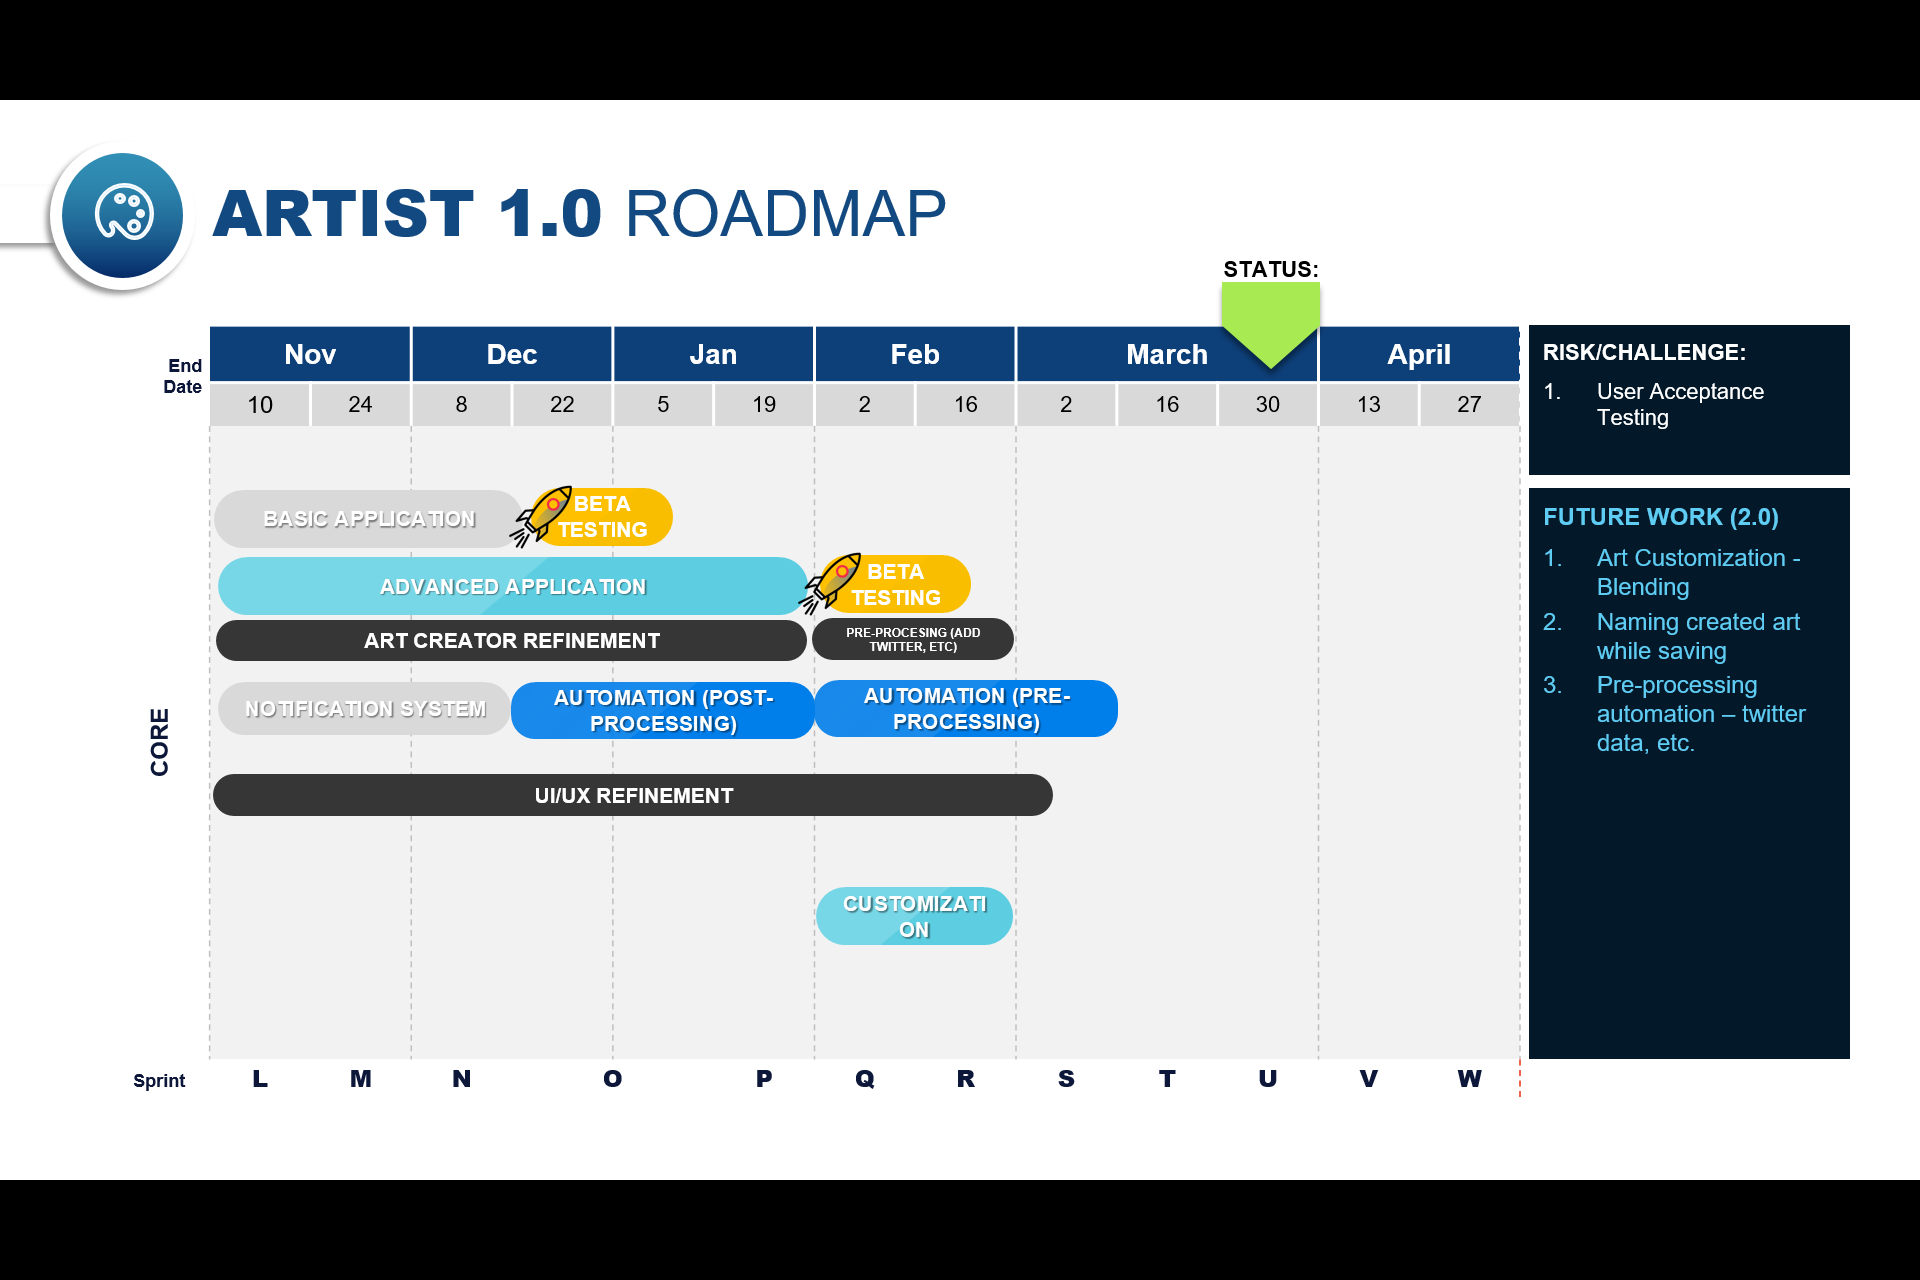 ARTIST 1.0 ROADMAP
STATUS:
End
Date
Nov Dec Jan Feb March April
10 24 8 22 5 19 2 16 2 16 30 13 27
BASIC APPLICATION
BETA
TESTING
ADVANCED APPLICATION
BETA
TESTING
ART CREATOR REFINEMENT
PRE-PROCESING (ADD
TWITTER, ETC)
NOTIFICATION SYSTEM
AUTOMATION (POST-
PROCESSING)
AUTOMATION (PRE-
PROCESSING)
CORE
UI/UX REFINEMENT
CUSTOMIZATI
ON
Sprint L M N O P Q R S T U V W
RISK/CHALLENGE:
1. User Acceptance
Testing
FUTURE WORK (2.0)
1. Art Customization -
Blending
2. Naming created art
while saving
3. Pre-processing
automation – twitter
data, etc.